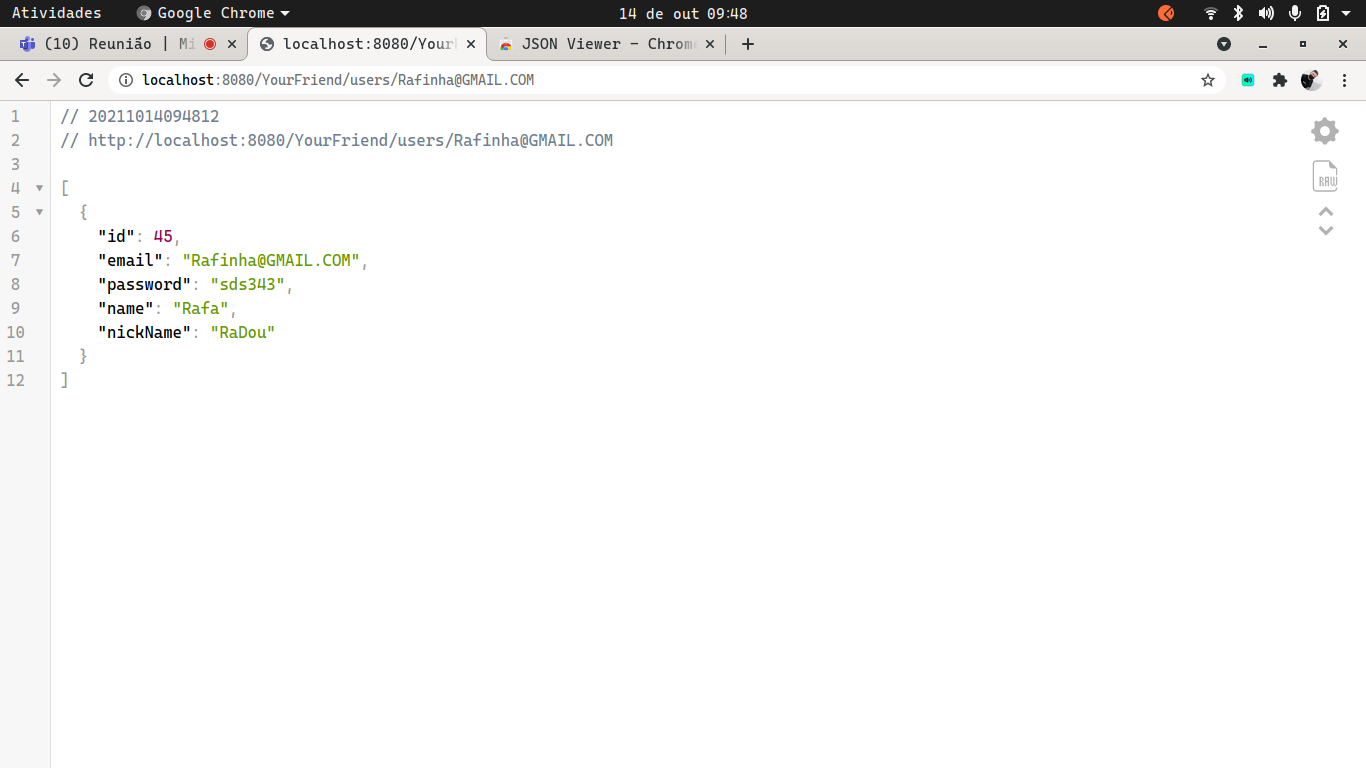 Atividades
Google Chrome
14 de out 09:48
(10) Reunião | Mi
localhost:8080/Your
JSON Viewer - Chrom
localhost:8080/YourFriend/users/Rafinha@GMAIL.COM
1 // 20211014094812
2 // http://localhost:8080/YourFriend/users/Rafinha@GMAIL.COM
3
4 [
5 {
6 "id": 45,
7 "email": "Rafinha@GMAIL.COM",
8 "password": "sds343",
9 "name": "Rafa",
10 "nickName": "RaDou"
11 }
12 ]
RAW